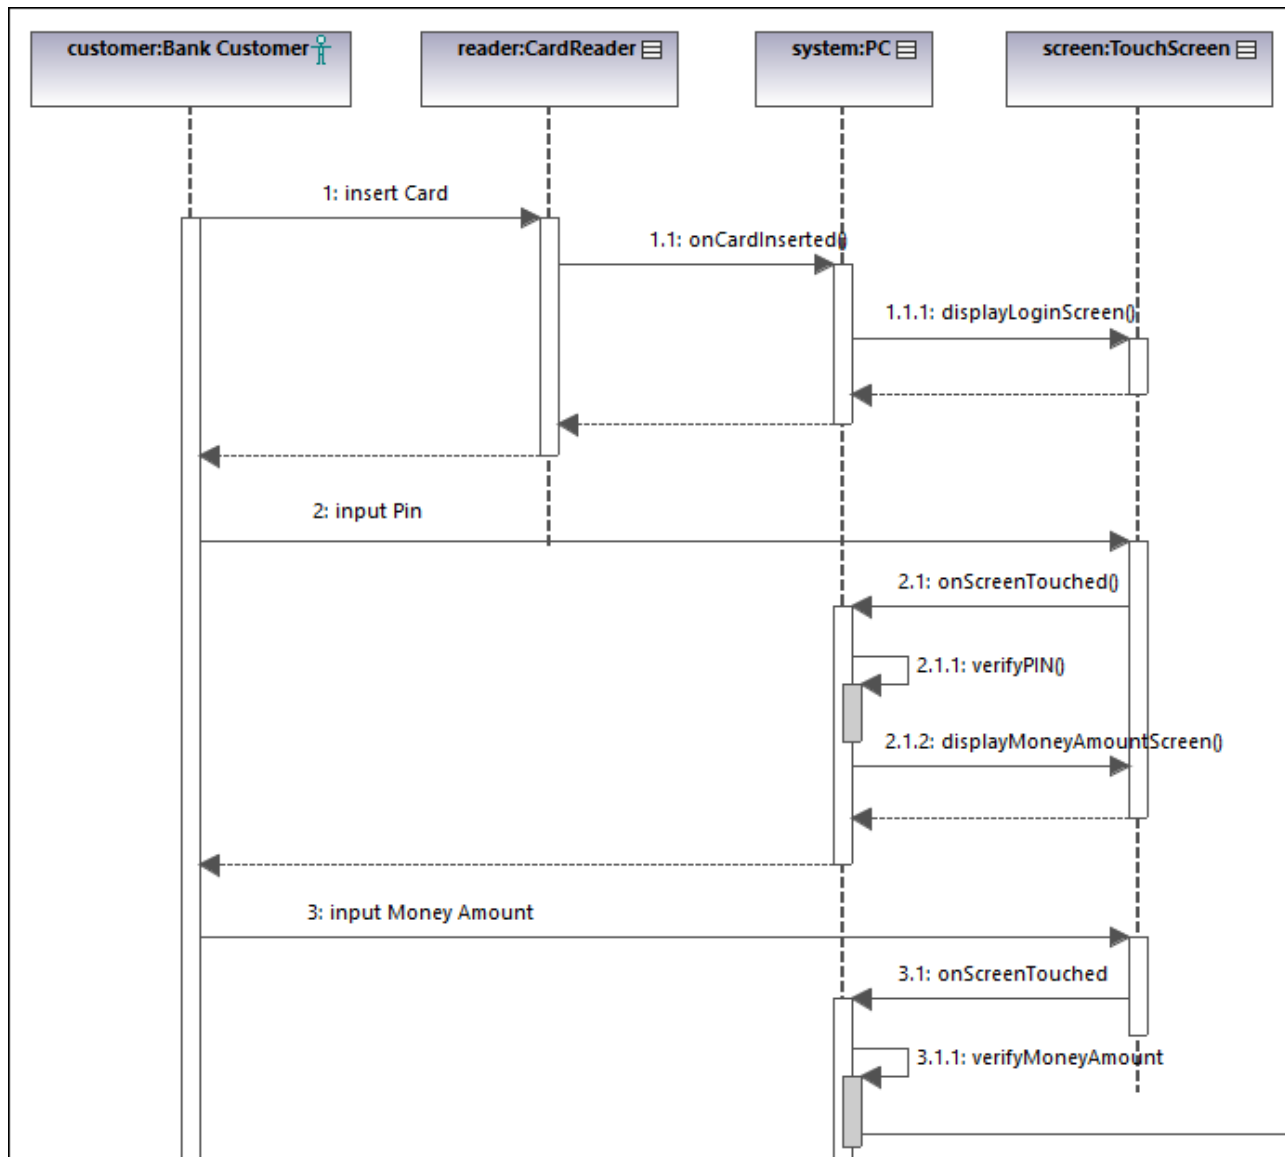 customer:Bank Customer
reader:CardReader
system:PC
screen:TouchScreen
1: insert Card
1.1: onCardInserted()
1.1.1: displayLoginScreen()
2: input Pin
2.1: onScreenTouched()
2.1.1: verifyPIN()
2.1.2: displayMoneyAmountScreen()
3: input Money Amount
3.1: onScreenTouched
3.1.1: verifyMoneyAmount